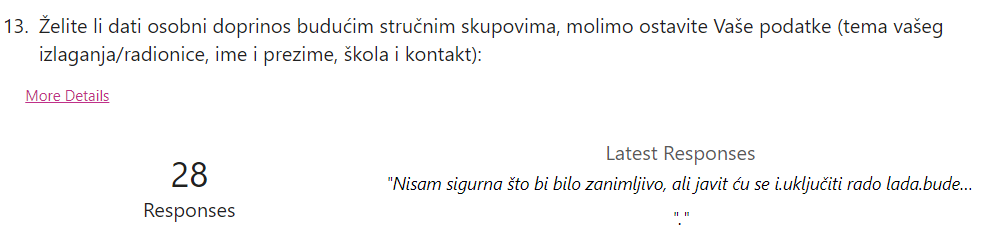 13. Želite li dati osobni doprinos budućim stručnim skupovima, molimo ostavite Vaše podatke (tema vašeg
izlaganja/radionice, ime i prezime, škola i kontakt):
More Details
28
Responses
Latest Responses
"Nisam sigurna što bi bilo zanimljivo, ali javit ću se i.uključiti rado lada.bude...
"."